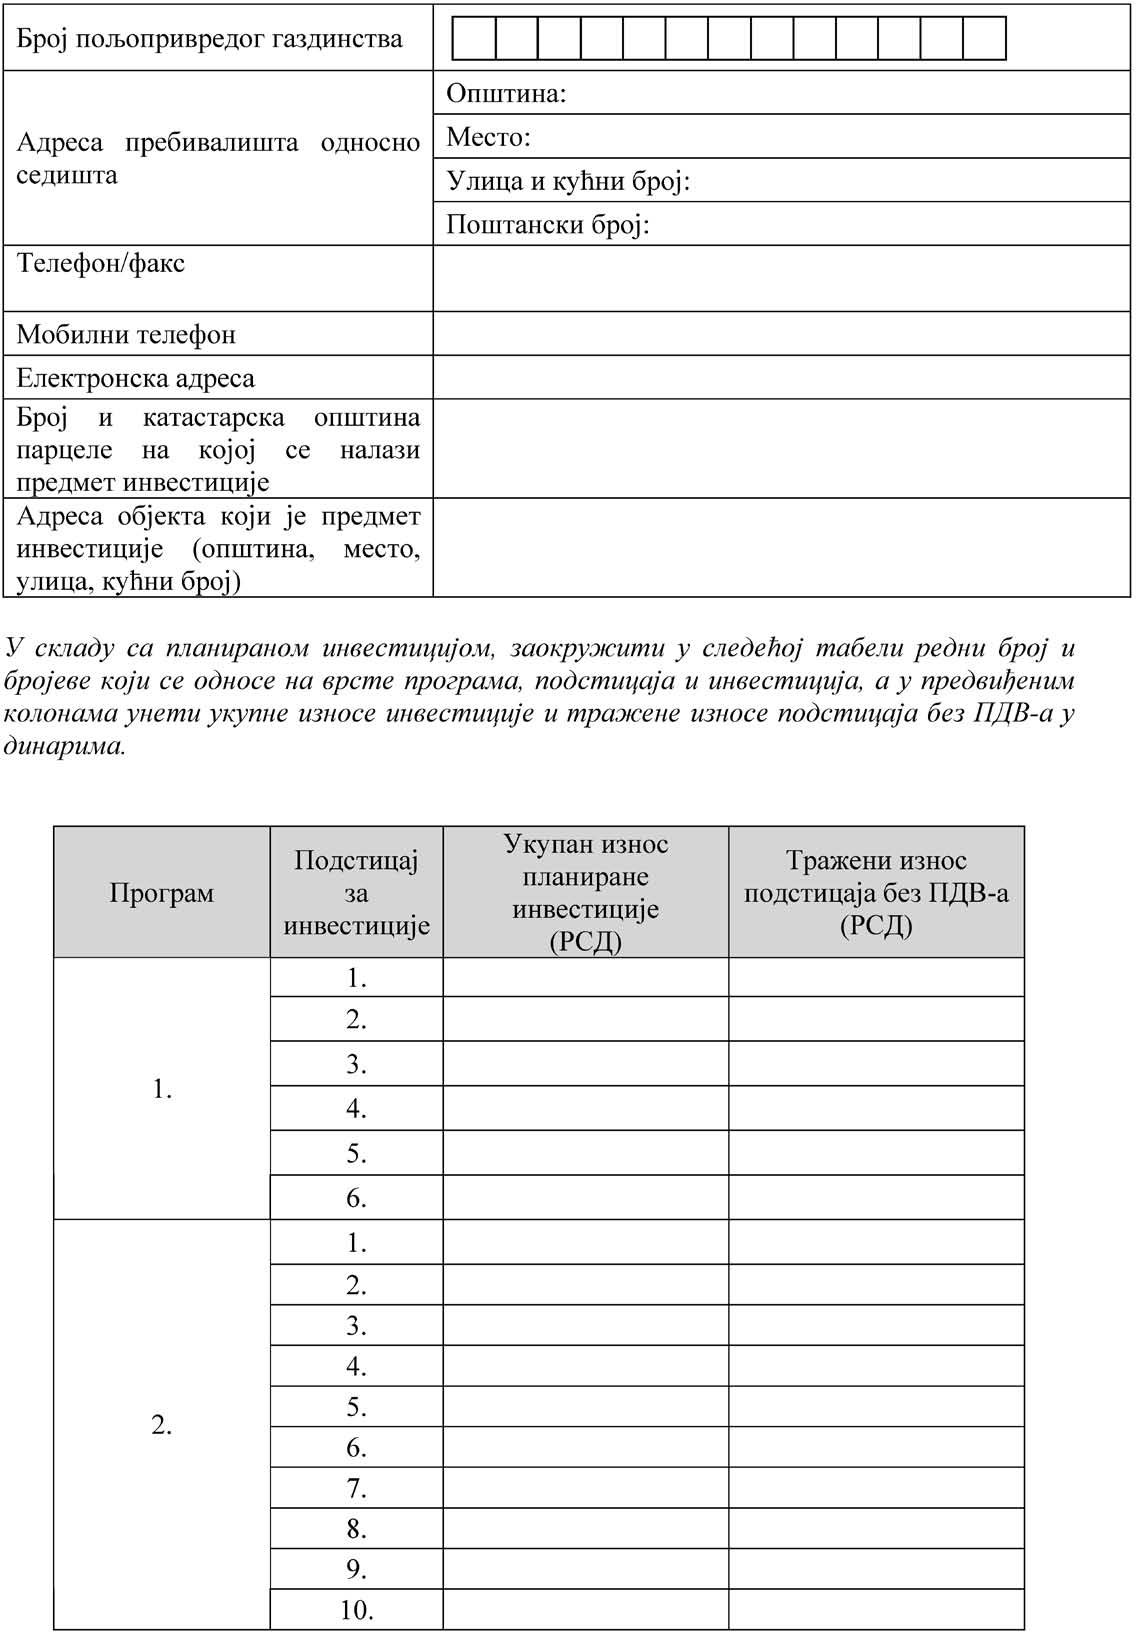 Број пољопривредог газдинства
Адреса пребивалишта односно
седишта
Општина:
Место:
Улица и кућни број:
Поштански број:
Телефон/факс
Мобилни телефон
Електронска адреса
Број и катастарска општина
парцеле на којој се налази
предмет инвестиције
Адреса објекта који је предмет
инвестиције (општина, место,
улица, кућни број)
У складу са планираном инвестицијом, заокружити у следећој табели редни број и
бројеве који се односе на врсте програма, подстицаја и инвестиција, а у предвиђеним
колонама унети укупне износе инвестиције и тражене износе подстицаја без ПДВ-а у
динарима.
Програм
Подстицај
за
инвестиције
Укупан износ
планиране
инвестиције
(РСД)
Тражени износ
подстицаја без ПДВ-а
(РСД)
1.
1.
2.
3.
4.
5.
6.
2.
1.
2.
3.
4.
5.
6.
7.
8.
9.
10.